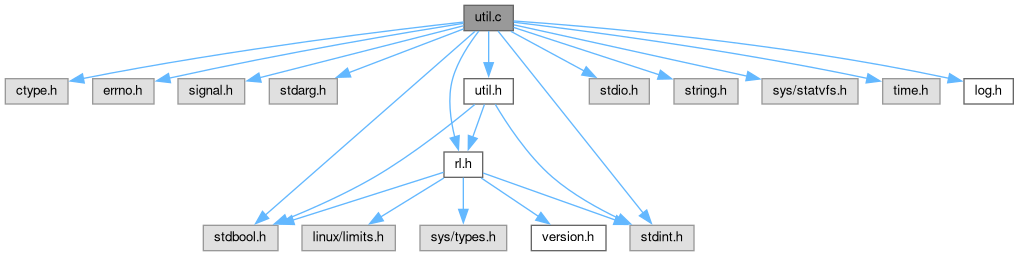 util.c
ctype.h
errno.h
signal.h
stdarg.h
util.h
stdio.h
string.h
sys/statvfs.h
time.h
log.h
rl.h
stdbool.h
linux/limits.h
sys/types.h
version.h
stdint.h